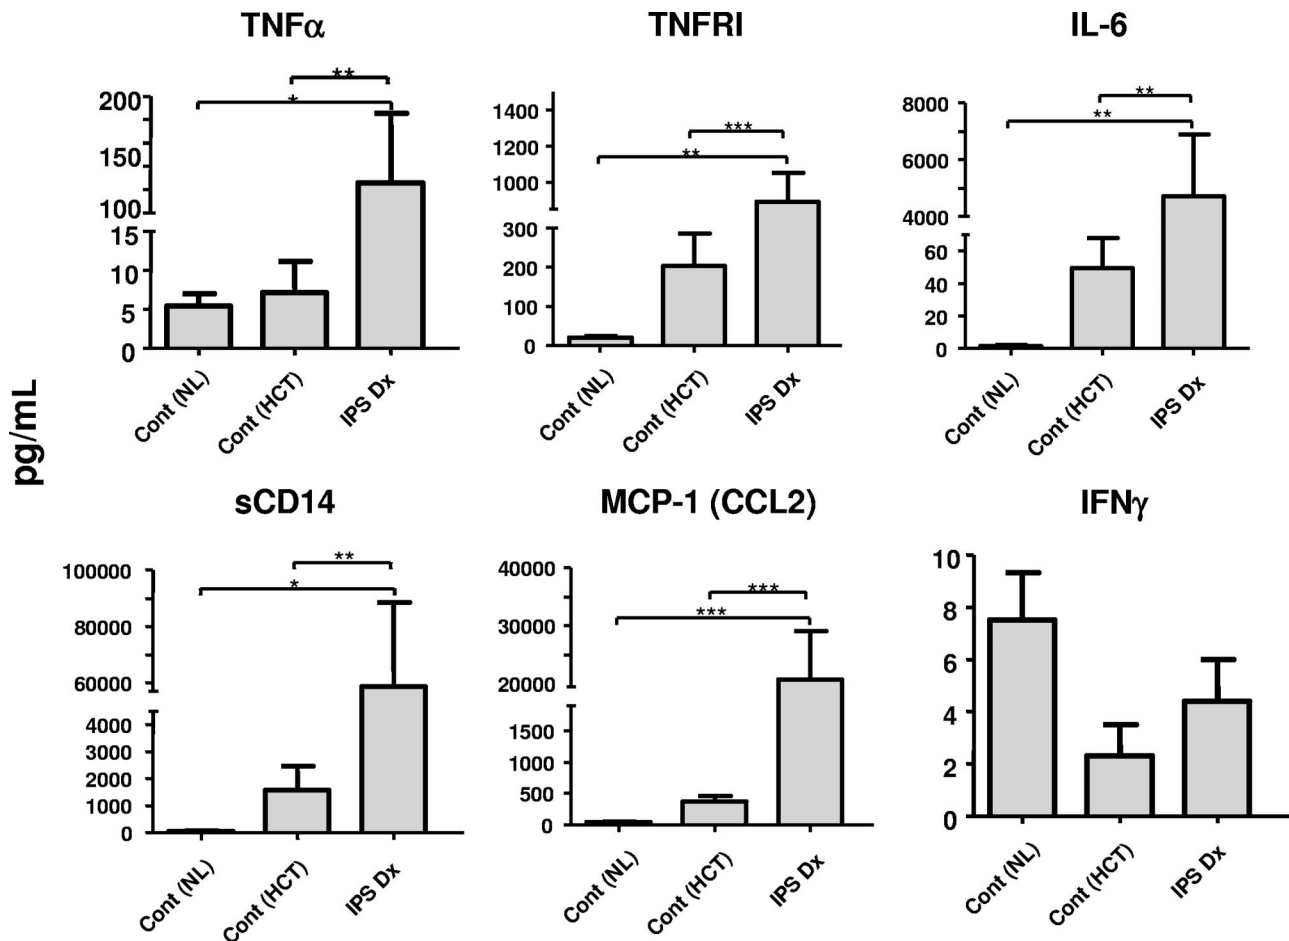 TNFα
TNFRI
IL-6
**
*
200
150
100
15
10
5
0
Cont (NL)
Cont (HCT)
IPS Dx
***
**
1400
1200
1000
300
200
100
0
Cont (NL)
Cont (HCT)
IPS Dx
**
**
8000
6000
4000
60
40
20
0
Cont (NL)
Cont (HCT)
IPS Dx
pg/mL
sCD14
MCP-1 (CCL2)
IFNγ
**
*
100000
80000
60000
4000
3000
2000
1000
0
Cont (NL)
Cont (HCT)
IPS Dx
***
***
40000
30000
20000
1500
1000
500
0
Cont (NL)
Cont (HCT)
IPS Dx
10
8
6
4
2
0
Cont (NL)
Cont (HCT)
IPS Dx